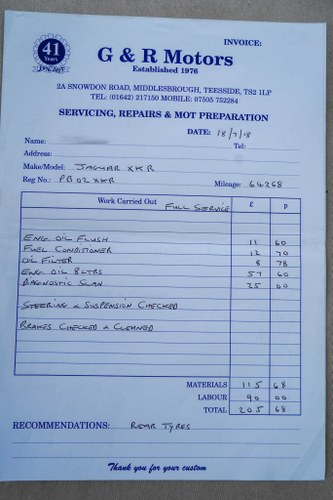 INVOICE:
41
Years
G & R Motors
Established 1976
2A SNOWDON ROAD, MIDDLESBROUGH, TEESSIDE, TS2 1LP
TEL: (01642) 217150 MOBILE: 07505 752284
SERVICING, REPAIRS & MOT PREPARATION
DATE: 18/7/18
Name: Tel:
Address:
Make/Model: JAGUAR XKR
Reg No.: PB02 XKR Mileage: 64268
Work Carried Out FULL SERVICE £ p
ENG OIL FLUSH 11 60
FUEL CONDITIONER 12 70
OIL FILTER 8 78
ENG OIL 8LTRS 57 60
DIAGNOSTIC SCAN 25 00
STEERING & SUSPENSION CHECKED
BRAKES CHECKED & CLEANED
MATERIALS 115 68
LABOUR 90 00
TOTAL 205 68
RECOMMENDATIONS: REAR TYRES
Thank you for your custom